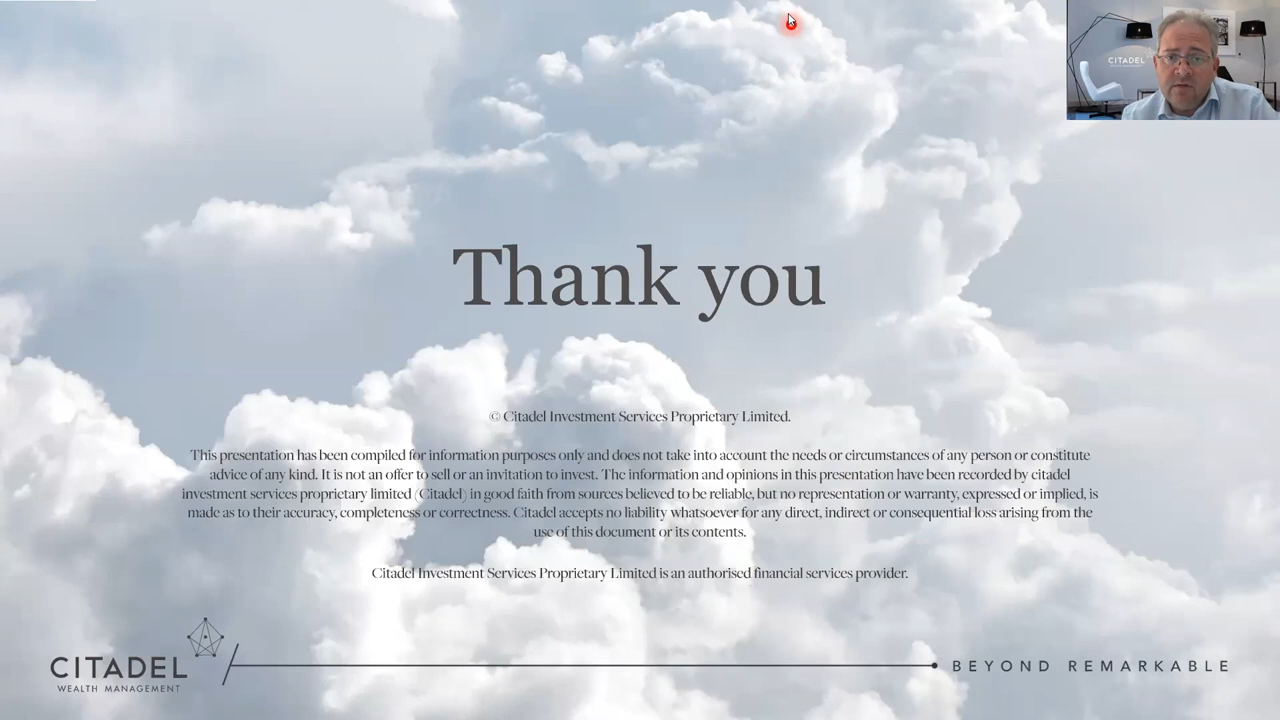 CITADEL
Thank you
© Citadel Investment Services Proprietary Limited.
This presentation has been compiled for information purposes only and does not take into account the needs or circumstances of any person or constitute
advice of any kind. It is not an offer to sell or an invitation to invest. The information and opinions in this presentation have been recorded by citadel
investment services proprietary limited (Citadel) in good faith from sources believed to be reliable, but no representation or warranty, expressed or implied, is
made as to their accuracy, completeness or correctness. Citadel accepts no liability whatsoever for any direct, indirect or consequential loss arising from the
use of this document or its contents.
Citadel Investment Services Proprietary Limited is an authorised financial services provider.
CITADEL
WEALTH MANAGEMENT
BEYOND REMARKABLE